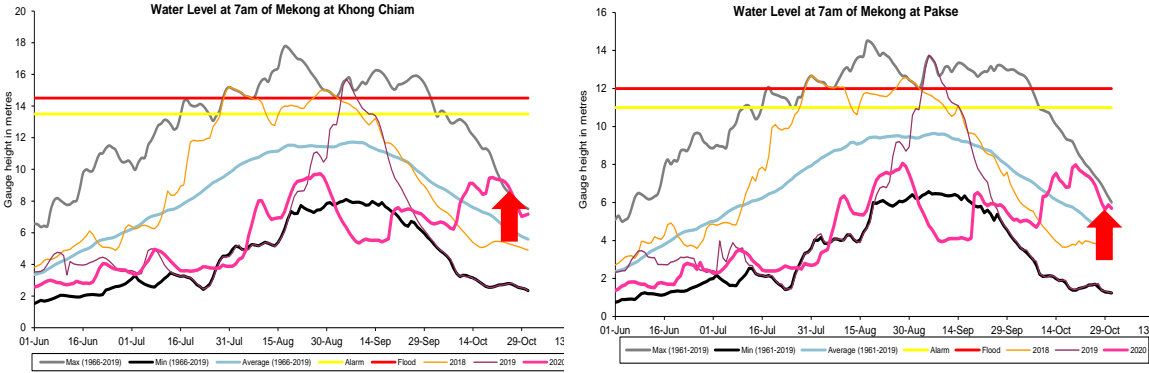 Water Level at 7am of Mekong at Khong Chiam
Gauge height in metres
20
18
16
14
12
10
8
6
4
2
0
01-Jun 16-Jun 01-Jul 16-Jul 31-Jul 15-Aug 30-Aug 14-Sep 29-Sep 14-Oct 29-Oct 13
Max (1966-2019) Min (1966-2019) Average (1966-2019) Alarm Flood 2018 2019 2020
Water Level at 7am of Mekong at Pakse
Gauge height in metres
16
14
12
10
8
6
4
2
0
01-Jun 16-Jun 01-Jul 16-Jul 31-Jul 15-Aug 30-Aug 14-Sep 29-Sep 14-Oct 29-Oct 13
Max (1961-2019) Min (1961-2019) Average (1961-2019) Alarm Flood 2018 2019 2020